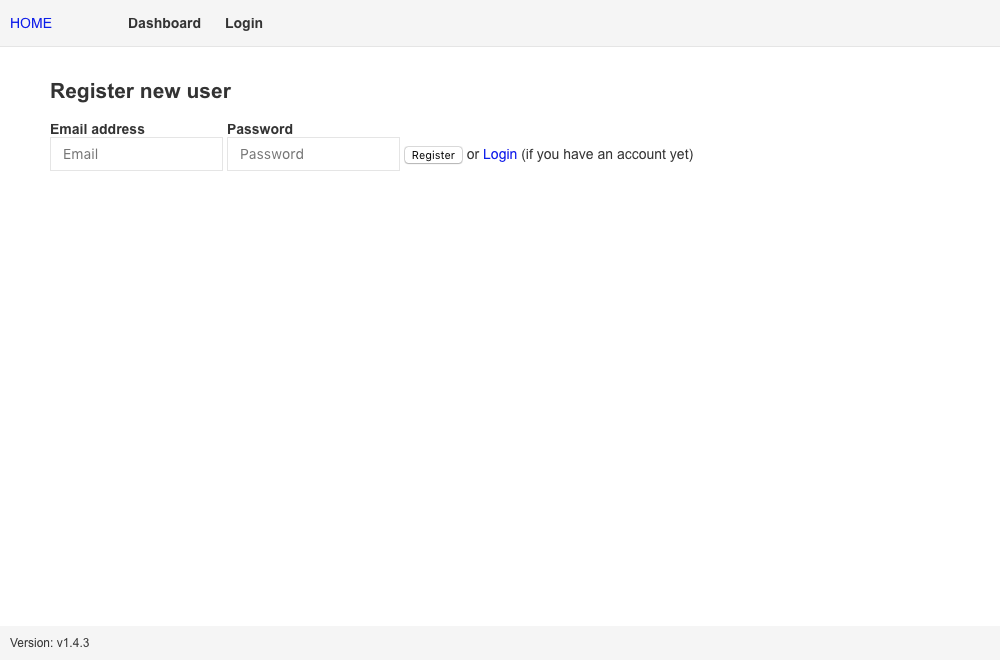 HOME Dashboard Login
Register new user
Email address Password
Email Password Register or Login (if you have an account yet)
Version: v1.4.3